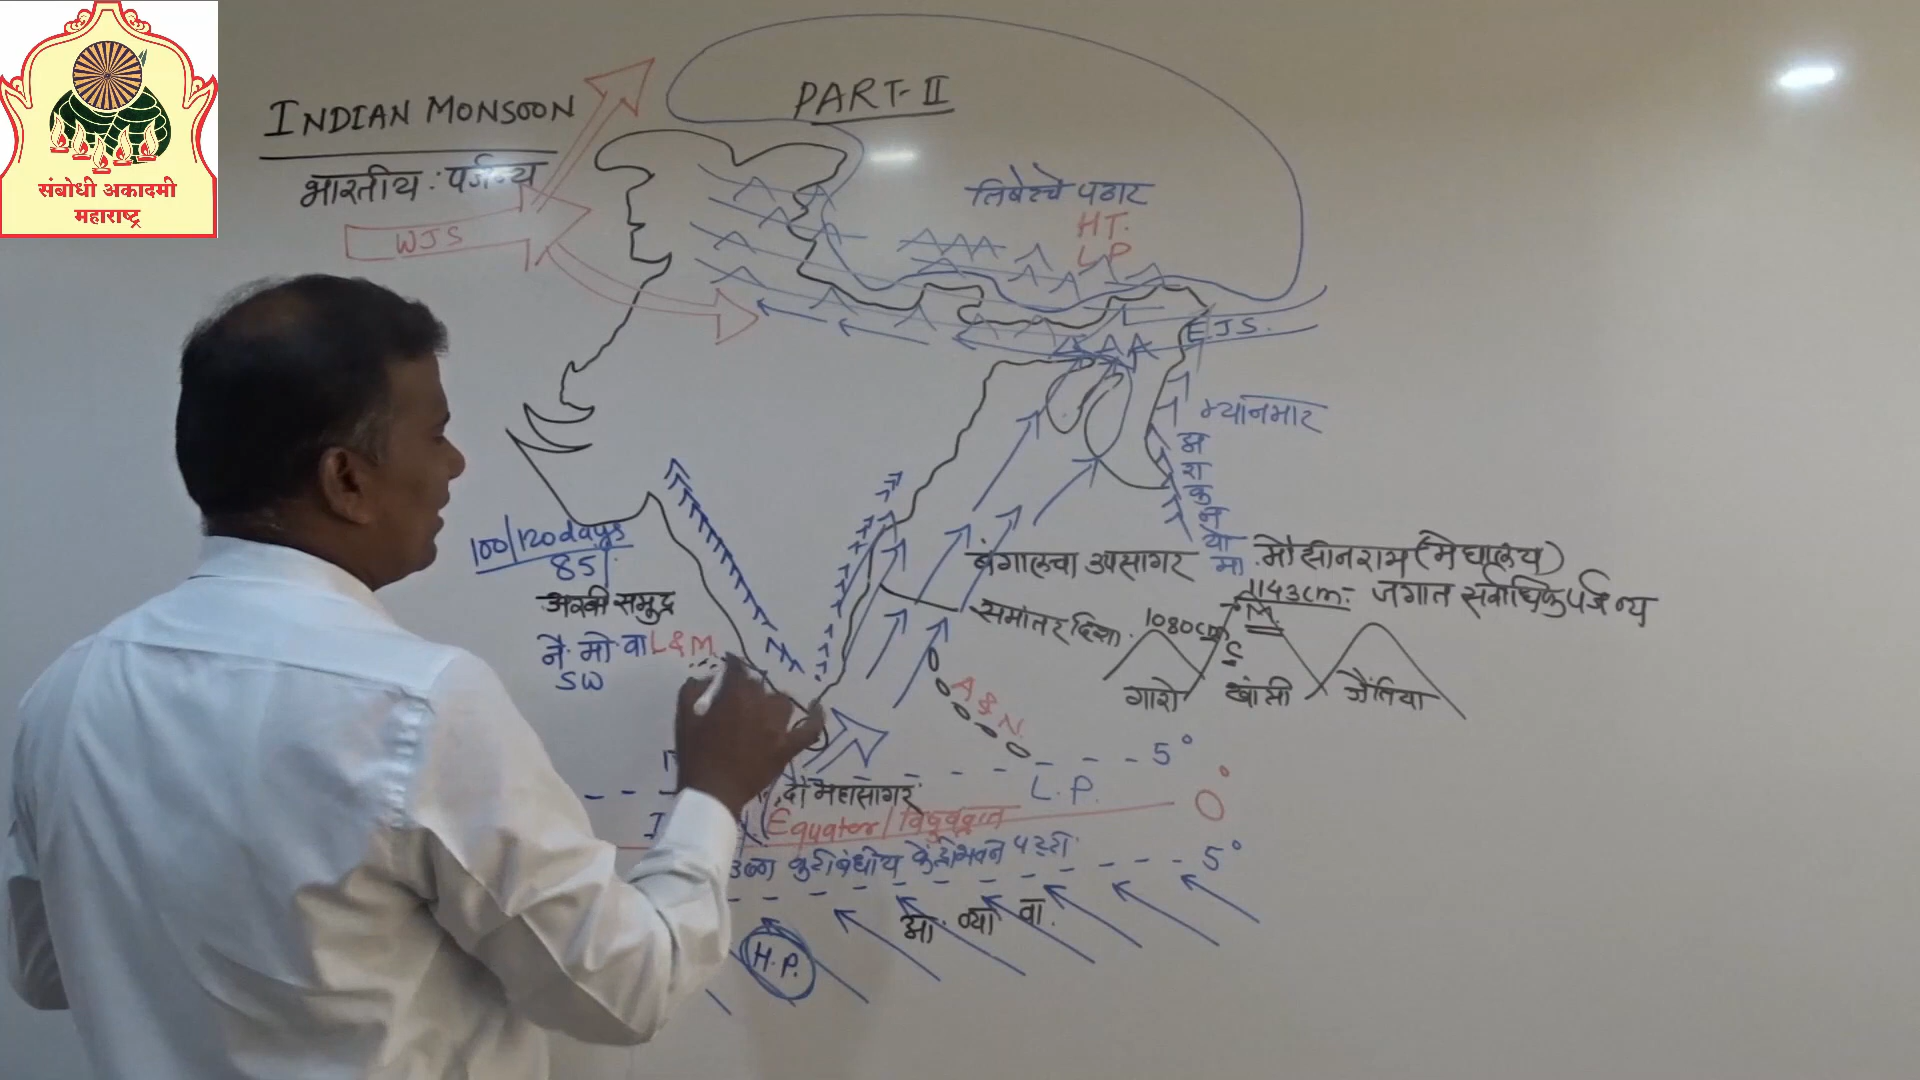 संबोधी अकादमी
महाराष्ट्र
INDIAN MONSOON
PART-II
भारतीय पर्जन्य
WJS
तिबेटचे पठार
HT.
LP
EJS.
म्यानमार
अ
रा
क
न
यो
मा
100/120 days
85
अरबी समुद्र
नै. मो. वा L&M
SW
बंगालचा उपसागर
समांतर दिशा.
मौसीनराम (मेघालय)
1143cm - जगात सर्वाधिक पर्जन्य
1080cm
M.
C
गारो
खांसी
जैंतिया
A & N.
5°
L.P.
महासागर
0°
Equator/विषुववृत्त
5°
उष्ण कटीबंधीय केंद्रीभवन पट्टी
आ. व्या. वा.
H.P.